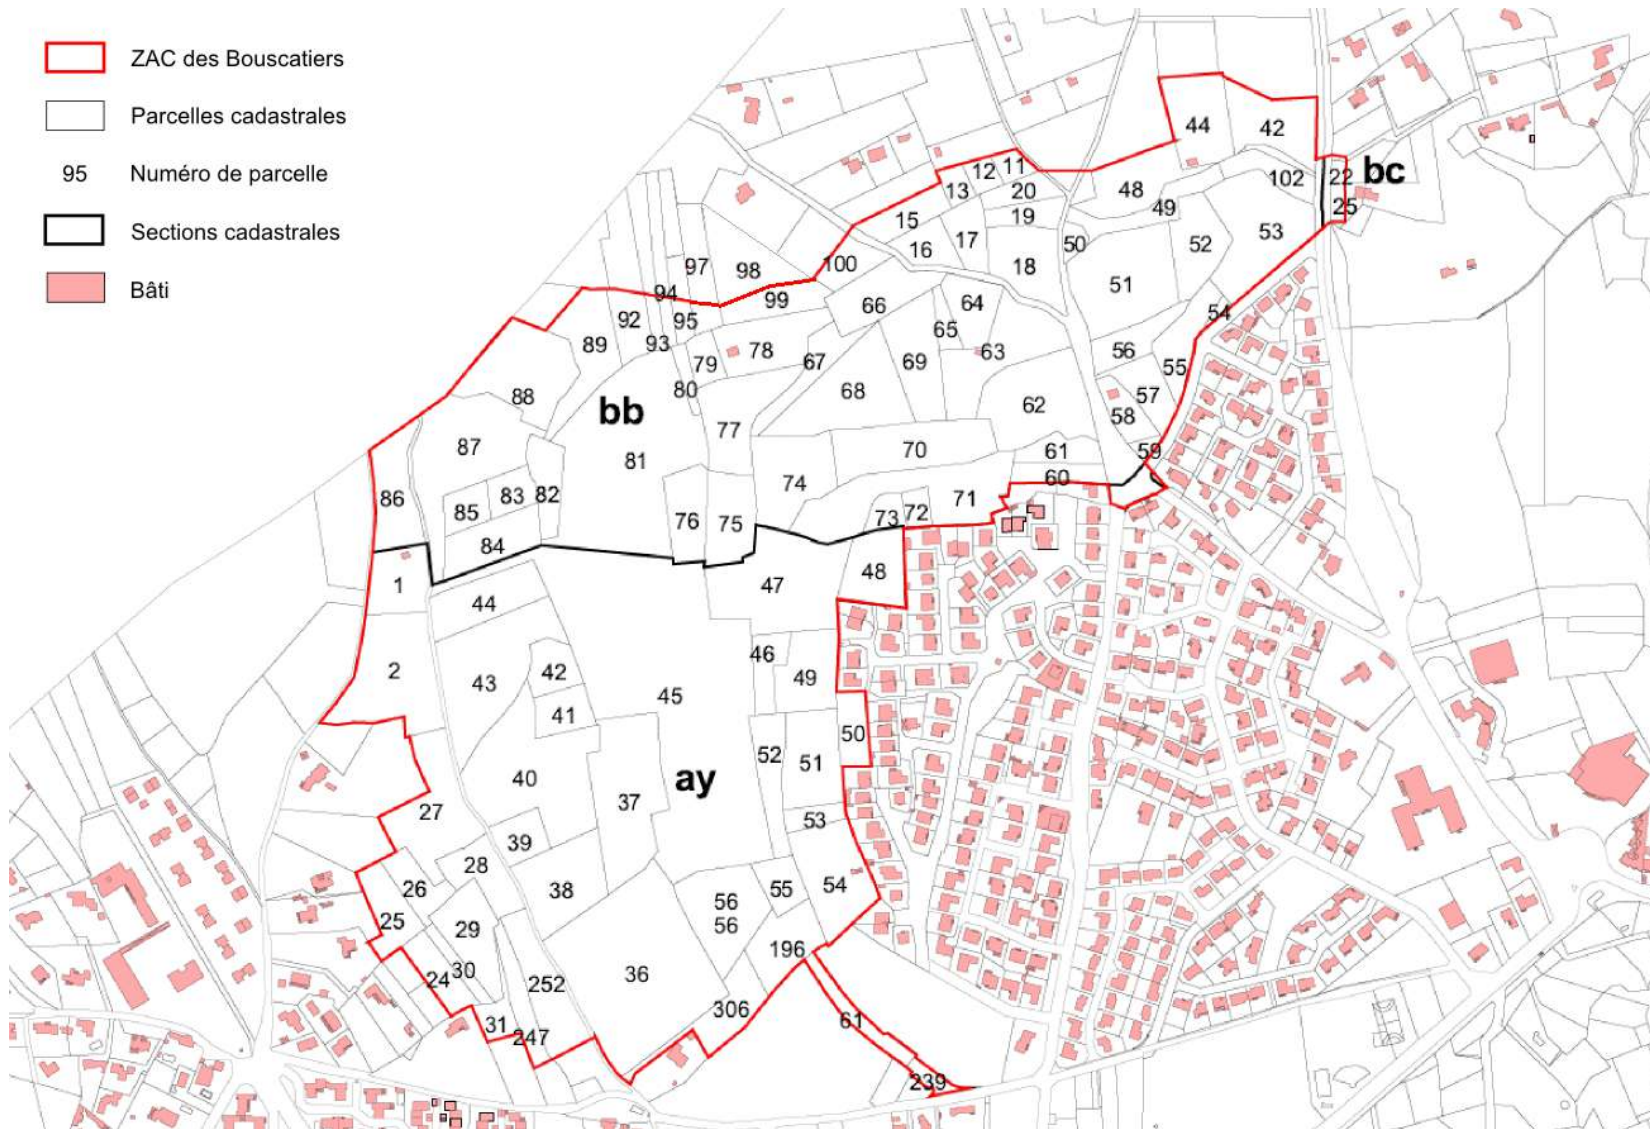 ZAC des Bouscatiers
Parcelles cadastrales
95 Numéro de parcelle
Sections cadastrales
Bâti
44 42
12 11
13 20 48 102 22 bc
15 19 49 25
16 17 50 52 53
97 98 100 18
94 99 66 64 51
92 95 65 54
89 93 79 78 67 69 63 56
88 80 68 55
bb 62 57
77 58
87 81 70 61 59
86 85 83 82 74 60
76 75 73 72 71
84
1 47 48
44
2 43 42 46 49
41 45
50
40 52 51
ay
27 37 53
39
28
26 38 55 54
25 56
29 56
24 30 196
252 36
31 306
247 61
239